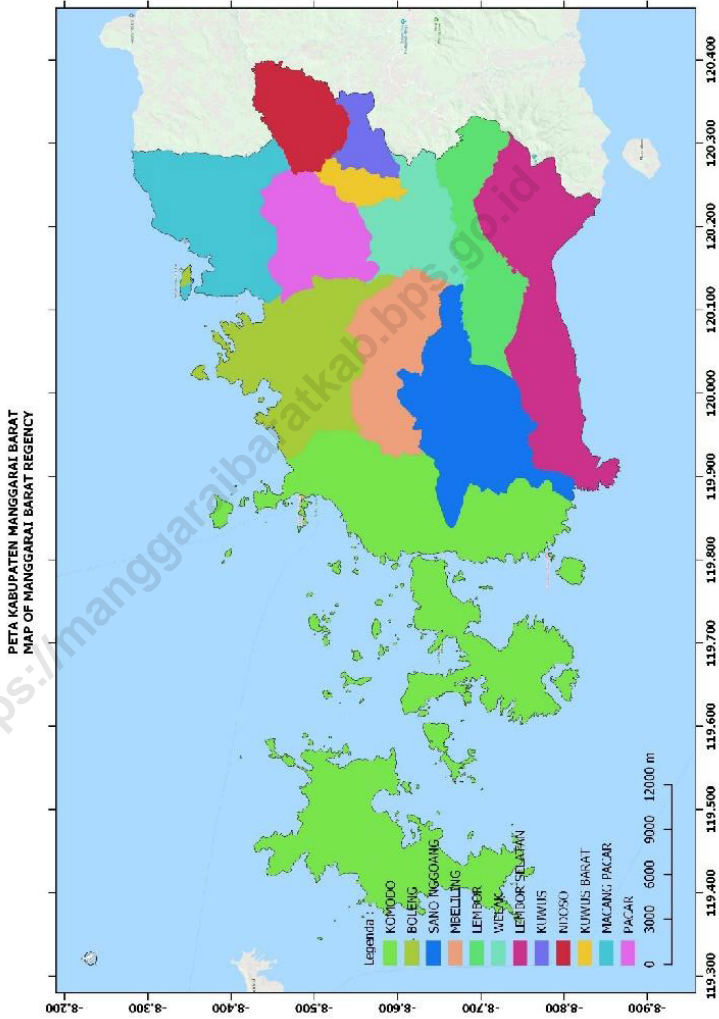 PETA KABUPATEN MANGGARAI BARAT
MAP OF MANGGARAI BARAT REGENCY
-8.200
-8.300
-8.400
-8.500
-8.600
-8.700
-8.800
-8.900
119.300
119.400
119.500
119.600
119.700
119.800
119.900
120.000
120.100
120.200
120.300
120.400
Legenda :
KOMODO
BOLENG
SANO NGGOANG
MBELILING
LEMBOR
WELAK
LEMBOR SELATAN
KUWUS
NDOSO
KUWUS BARAT
MACANG PACAR
PACAR
0 3000 6000 9000 12000 m
ps://manggaraibaratkab.bps.go.id